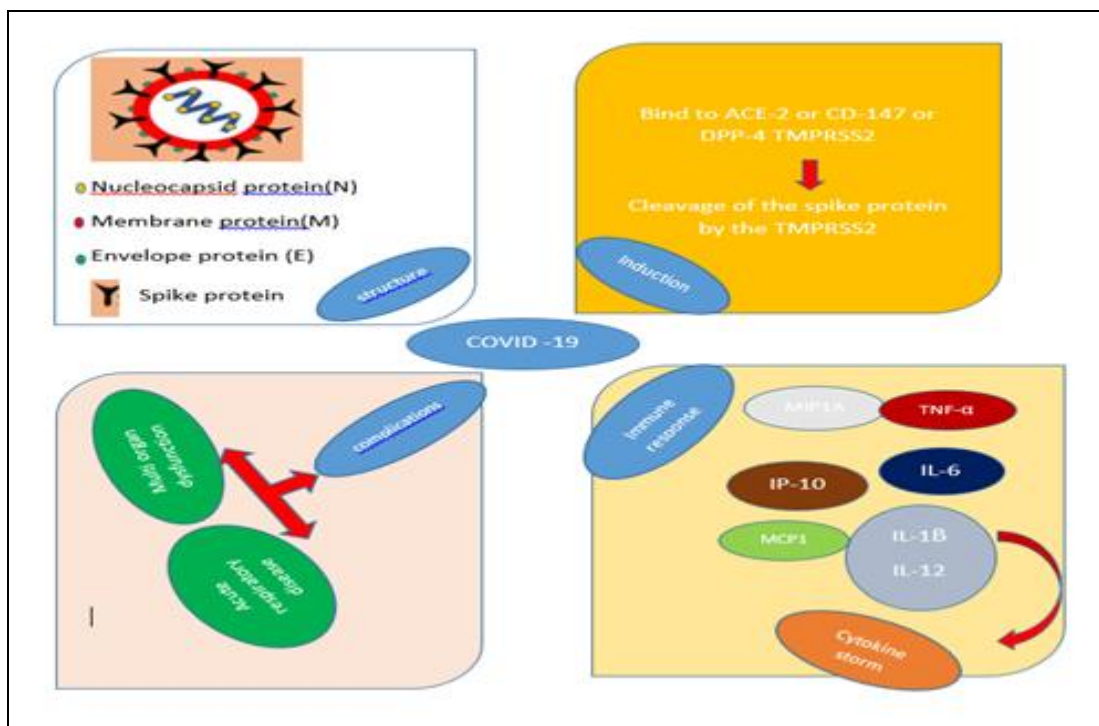 Nucleocapsid protein(N)
Membrane protein(M)
Envelope protein (E)
Spike protein
structure
Bind to ACE-2 or CD-147 or
DPP-4 TMPRSS2
Cleavage of the spike protein
by the TMPRSS2
Induction
COVID -19
complications
Multi organ
dysfunction
Acute
respiratory
disease
Immune
response
MIP1A
TNF-α
IP-10
IL-6
MCP1
IL-1B
IL-12
Cytokine
storm